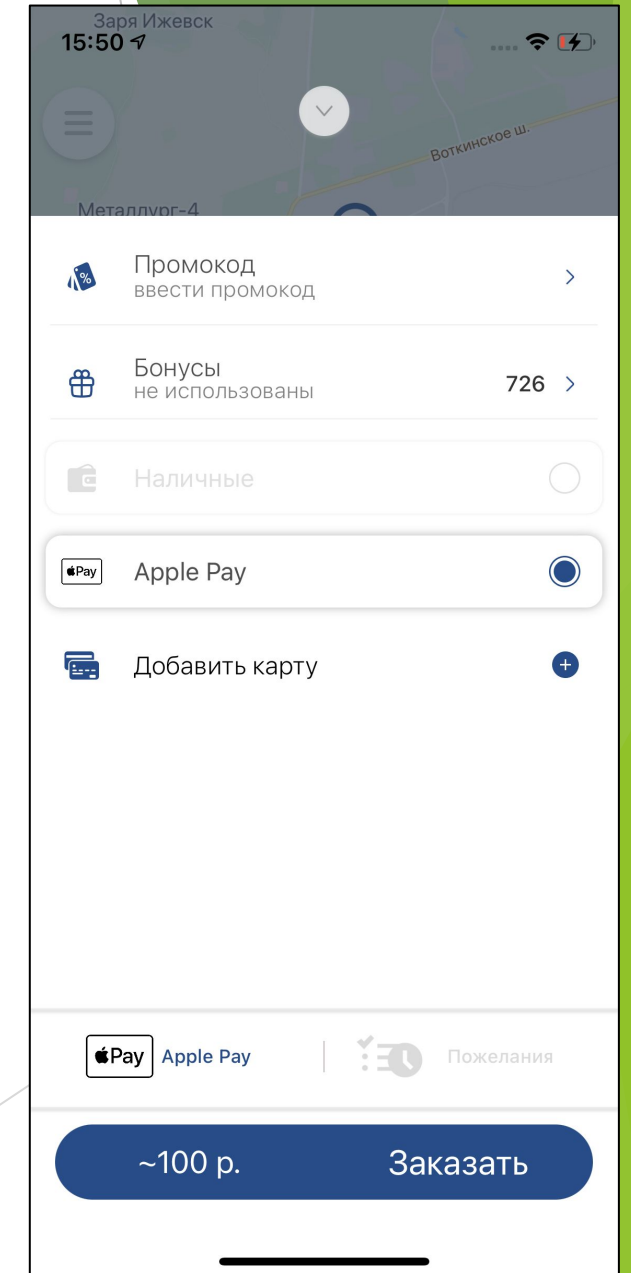 Заря Ижевск
15:50
Воткинское ш.
Металлург-4
Промокод
ввести промокод
%
Бонусы
не использованы
726
Наличные
Pay
Apple Pay
Добавить карту
Pay
Apple Pay
Пожелания
~100 р.
Заказать